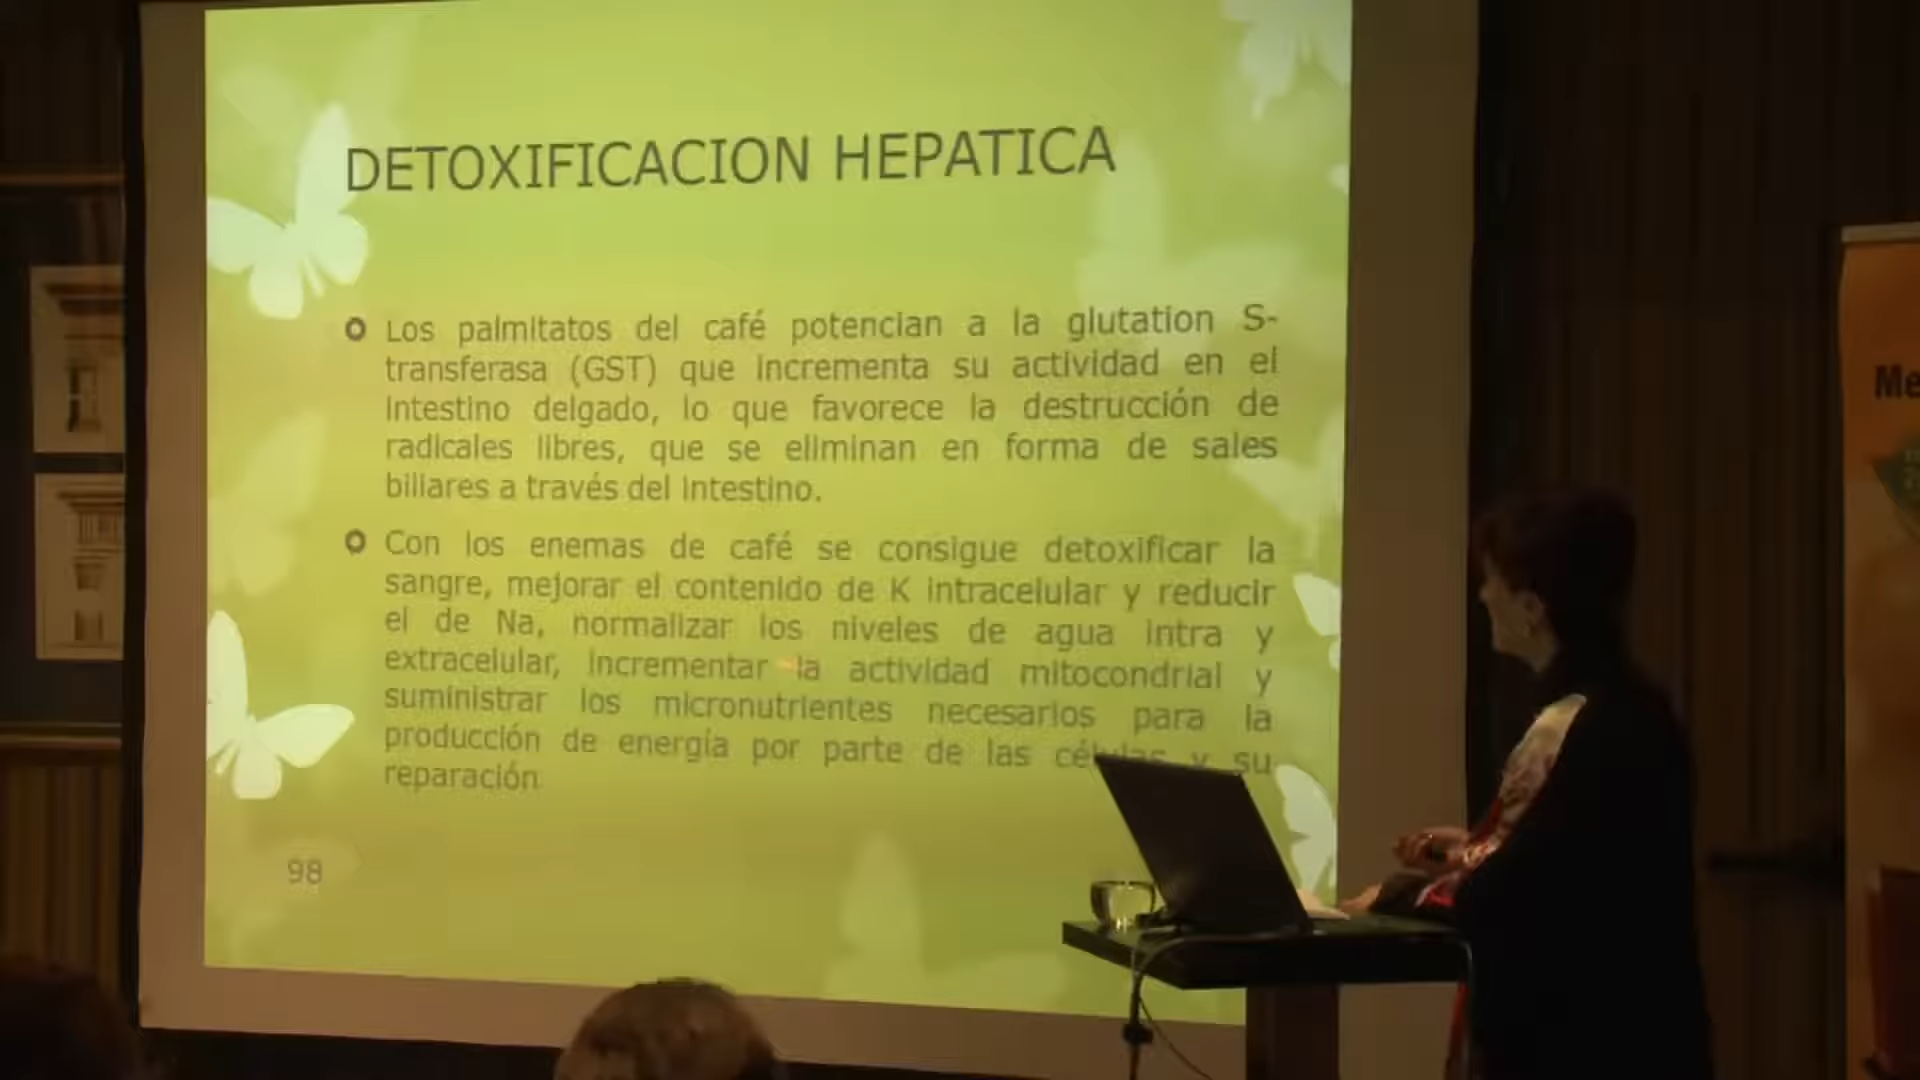 DETOXIFICACION HEPATICA
Los palmitatos del café potencian a la glutation S-
transferasa (GST) que incrementa su actividad en el
intestino delgado, lo que favorece la destrucción de
radicales libres, que se eliminan en forma de sales
biliares a través del intestino.
Con los enemas de café se consigue detoxificar la
sangre, mejorar el contenido de K intracelular y reducir
el de Na, normalizar los niveles de agua intra y
extracelular, incrementar la actividad mitocondrial y
suministrar los micronutrientes necesarios para la
producción de energía por parte de las células y su
reparación
98
Me